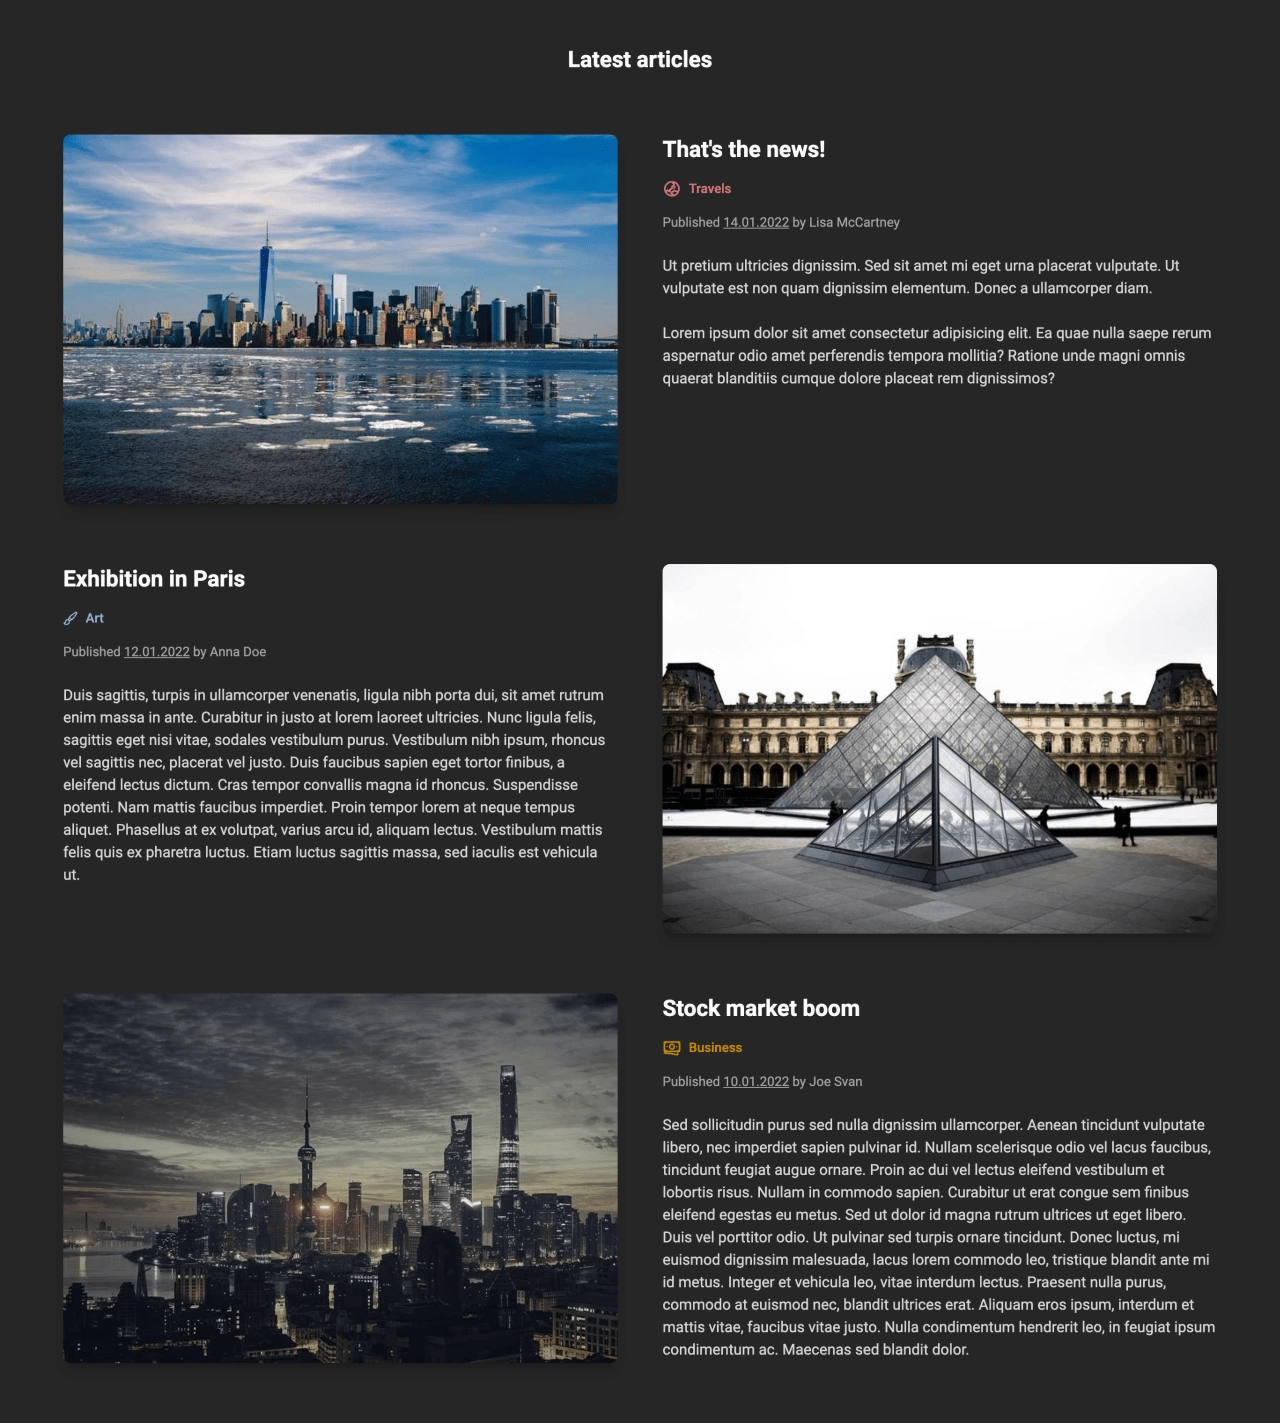 Latest articles
That's the news!
Travels
Published 14.01.2022 by Lisa McCartney
Ut pretium ultricies dignissim. Sed sit amet mi eget urna placerat vulputate. Ut
vulputate est non quam dignissim elementum. Donec a ullamcorper diam.
Lorem ipsum dolor sit amet consectetur adipisicing elit. Ea quae nulla saepe rerum
aspernatur odio amet perferendis tempora mollitia? Ratione unde magni omnis
quaerat blanditiis cumque dolore placeat rem dignissimos?
Exhibition in Paris
Art
Published 12.01.2022 by Anna Doe
Duis sagittis, turpis in ullamcorper venenatis, ligula nibh porta dui, sit amet rutrum
enim massa in ante. Curabitur in justo at lorem laoreet ultricies. Nunc ligula felis,
sagittis eget nisi vitae, sodales vestibulum purus. Vestibulum nibh ipsum, rhoncus
vel sagittis nec, placerat vel justo. Duis faucibus sapien eget tortor finibus, a
eleifend lectus dictum. Cras tempor convallis magna id rhoncus. Suspendisse
potenti. Nam mattis faucibus imperdiet. Proin tempor lorem at neque tempus
aliquet. Phasellus at ex volutpat, varius arcu id, aliquam lectus. Vestibulum mattis
felis quis ex pharetra luctus. Etiam luctus sagittis massa, sed iaculis est vehicula
ut.
Stock market boom
Business
Published 10.01.2022 by Joe Svan
Sed sollicitudin purus sed nulla dignissim ullamcorper. Aenean tincidunt vulputate
libero, nec imperdiet sapien pulvinar id. Nullam scelerisque odio vel lacus faucibus,
tincidunt feugiat augue ornare. Proin ac dui vel lectus eleifend vestibulum et
lobortis risus. Nullam in commodo sapien. Curabitur ut erat congue sem finibus
eleifend egestas eu metus. Sed ut dolor id magna rutrum ultrices ut eget libero.
Duis vel porttitor odio. Ut pulvinar sed turpis ornare tincidunt. Donec luctus, mi
euismod dignissim malesuada, lacus lorem commodo leo, tristique blandit ante mi
id metus. Integer et vehicula leo, vitae interdum lectus. Praesent nulla purus,
commodo at euismod nec, blandit ultrices erat. Aliquam eros ipsum, interdum et
mattis vitae, faucibus vitae justo. Nulla condimentum hendrerit leo, in feugiat ipsum
condimentum ac. Maecenas sed blandit dolor.